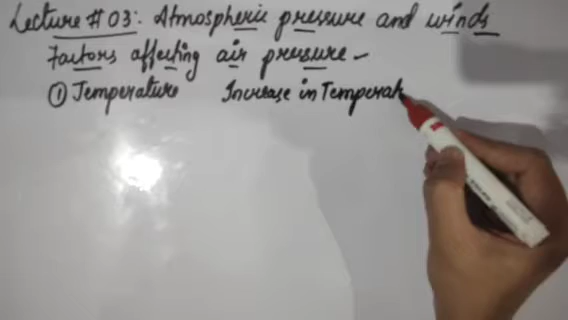 Lecture # 03: Atmospheric pressure and winds
Factors affecting air pressure -
① Temperature Increase in Temperat